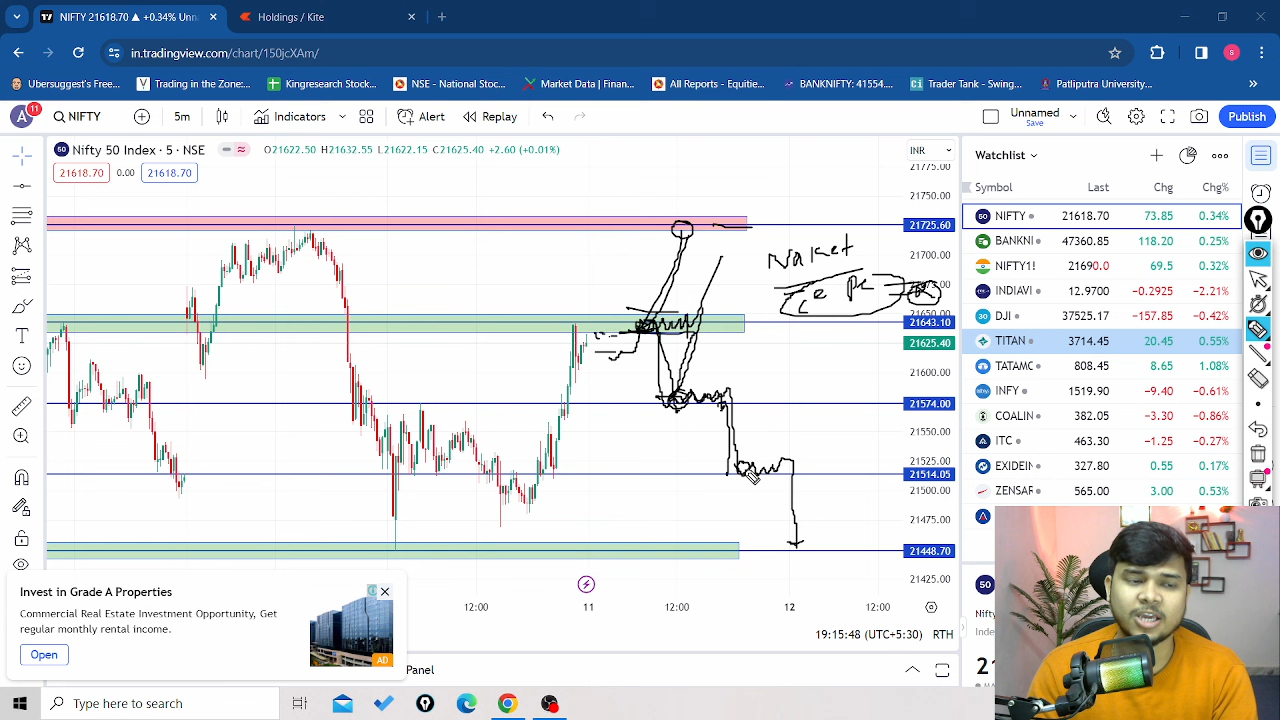 NIFTY 21618.70 ▲ +0.34% Unna
Holdings / Kite
in.tradingview.com/chart/150jcXAm/
Ubersuggest's Free...
Kingresearch Stock...
NSE - National Stoc...
Market Data | Mark...
All Reports - Equitie...
BANKNIFTY: 41554...
Trader Tank - Swing...
Patliputra University...
A 11
NIFTY
5m
Indicators
Alert
Replay
Unnamed
Save
Publish
Nifty 50 Index · 5 · NSE
O21622.50 H21632.55 L21622.15 C21625.40 +2.60 (+0.01%)
INR
21618.70 0.00 21618.70
21775.00
21750.00
21725.60
21700.00
21643.10
21625.40
21600.00
21574.00
21550.00
21525.00
21514.05
21500.00
21475.00
21448.70
21425.00
ce pe
12:00 11 12:00 12 12:00
19:15:48 (UTC+5:30) RTH
Panel
Watchlist
Symbol Last Chg Chg%
NIFTY 21618.70 73.85 0.34%
BANKNI 47360.85 118.20 0.25%
NIFTY1! 21690.0 69.5 0.32%
INDIAVI 12.9700 -0.2925 -2.21%
DJI 37525.17 -157.85 -0.42%
TITAN 3714.45 20.45 0.55%
TATAMO 808.45 8.65 1.08%
INFY 1519.90 -9.40 -0.61%
COALIN 382.05 -3.30 -0.86%
ITC 463.30 -1.25 -0.27%
EXIDEIN 327.80 0.55 0.17%
ZENSAR 565.00 3.00 0.53%
Invest in Grade A Properties
Commercial Real Estate Investment Opportunity, Get
regular monthly rental income.
Open
AD
Type here to search